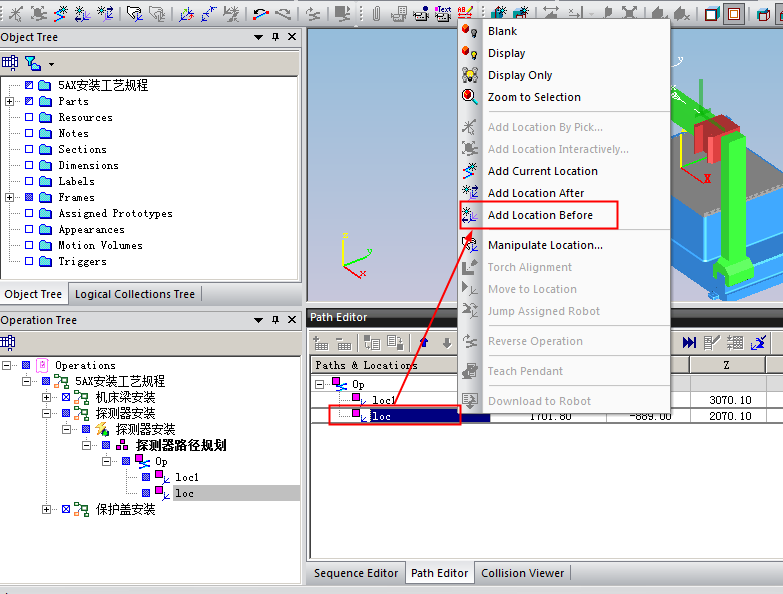 Text
Object Tree
5AX安装工艺规程
Parts
Resources
Notes
Sections
Dimensions
Labels
Frames
Assigned Prototypes
Appearances
Motion Volumes
Triggers
Object Tree
Logical Collections Tree
Operation Tree
Operations
5AX安装工艺规程
机床梁安装
探测器安装
探测器安装
探测器路径规划
Op
loc1
loc
保护盖安装
Blank
Display
Display Only
Zoom to Selection
Add Location By Pick...
Add Location Interactively...
Add Current Location
Add Location After
Add Location Before
Manipulate Location...
Torch Alignment
Move to Location
Jump Assigned Robot
Reverse Operation
Teach Pendant
Download to Robot
z
y
x
y
X
Path Editor
Paths & Locations
Z
Op
loc1
3070.10
loc
1701.80
-889.00
2070.10
Sequence Editor
Path Editor
Collision Viewer